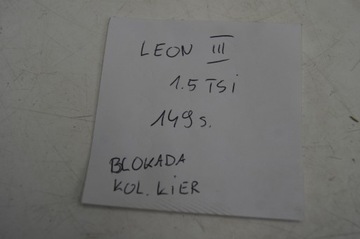 LEON III
1.5 TSi
149 s.
BLOKADA
KOL. KiER